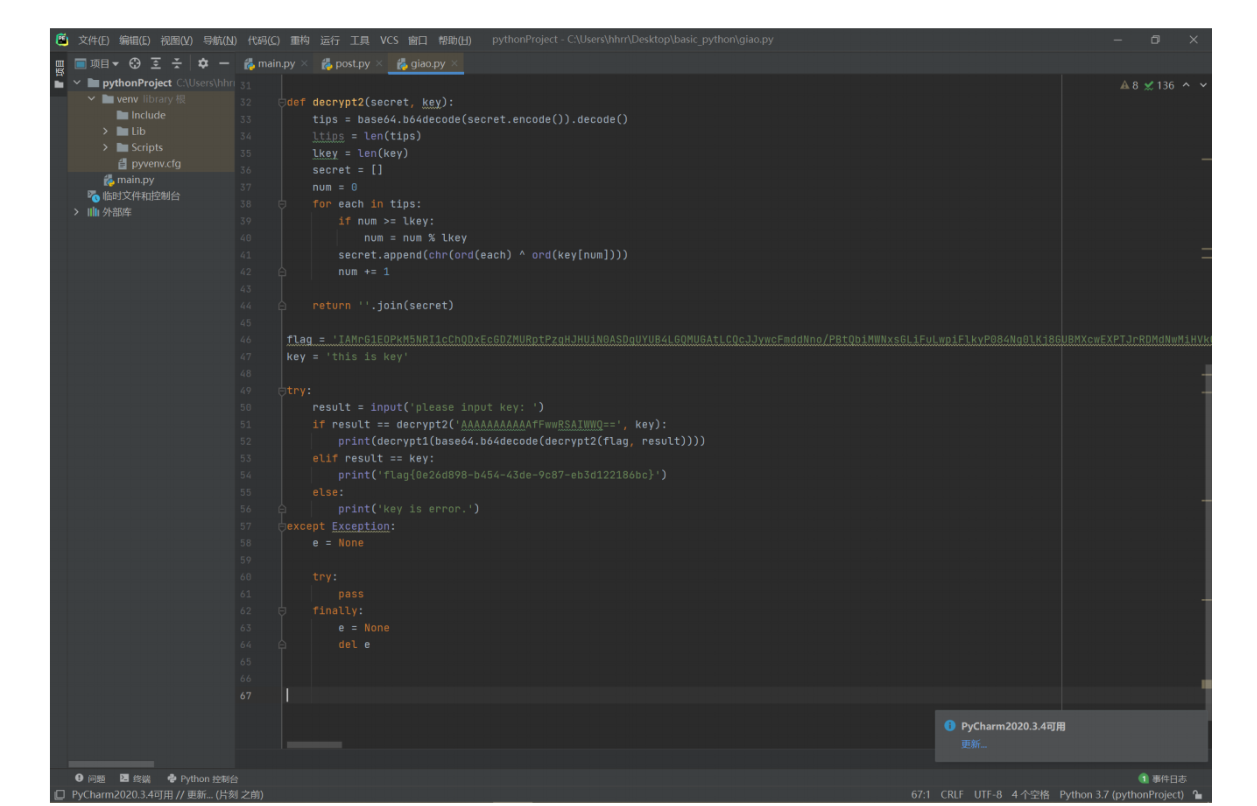 文件(F) 编辑(E) 视图(V) 导航(N) 代码(C) 重构 运行 工具 VCS 窗口 帮助(H) pythonProject - C:\Users\hhrr\Desktop\basic_python\giao.py
项目 main.py post.py giao.py
pythonProject C:\Users\hhrr
venv library 根
Include
Lib
Scripts
pyvenv.cfg
main.py
临时文件和控制台
外部库
8 136
31
32 def decrypt2(secret, key):
33 tips = base64.b64decode(secret.encode()).decode()
34 ltips = len(tips)
35 lkey = len(key)
36 secret = []
37 num = 0
38 for each in tips:
39 if num >= lkey:
40 num = num % lkey
41 secret.append(chr(ord(each) ^ ord(key[num])))
42 num += 1
43
44 return ''.join(secret)
45
46 flag =
47 key = 'this is key'
48
49 try:
50 result = input('please input key: ')
51 if result == decrypt2('AAAAAAAAAAAfFwwRSAIWWQ==', key):
52 print(decrypt1(base64.b64decode(decrypt2(flag, result))))
53 elif result == key:
54 print('flag{0e26d898-b454-43de-9c87-eb3d122186bc}')
55 else:
56 print('key is error.')
57 except Exception:
58 e = None
59
60 try:
61 pass
62 finally:
63 e = None
64 del e
65
66
67
PyCharm2020.3.4可用
更新...
问题 终端 Python 控制台
1 事件日志
PyCharm2020.3.4可用 // 更新... (片刻 之前)
67:1 CRLF UTF-8 4 个空格 Python 3.7 (pythonProject)